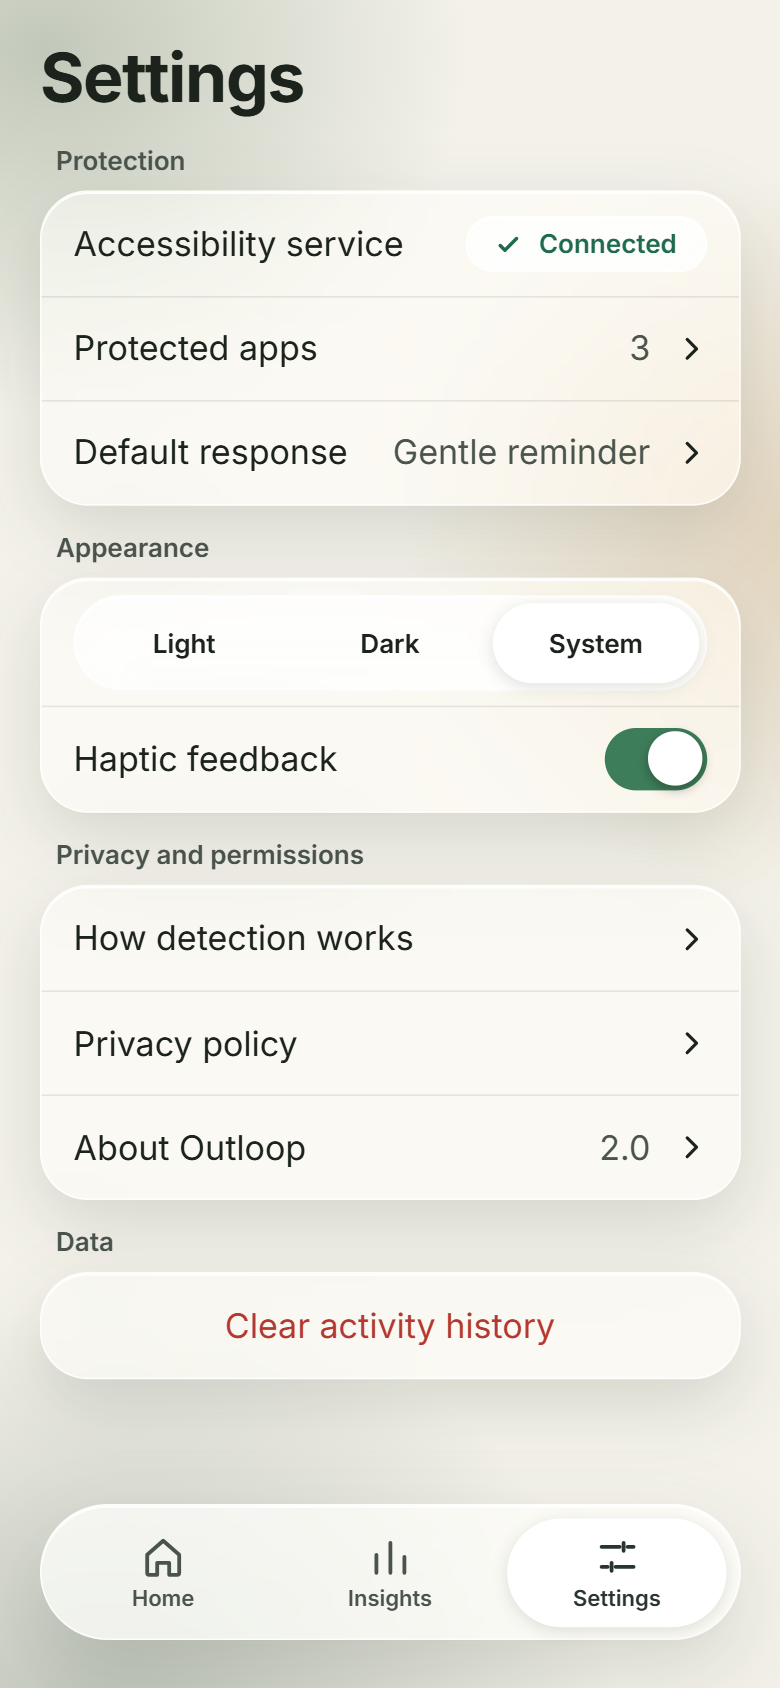 Settings
Protection
Accessibility service Connected
Protected apps 3
Default response Gentle reminder
Appearance
Light Dark System
Haptic feedback
Privacy and permissions
How detection works
Privacy policy
About Outloop 2.0
Data
Clear activity history
Home Insights Settings